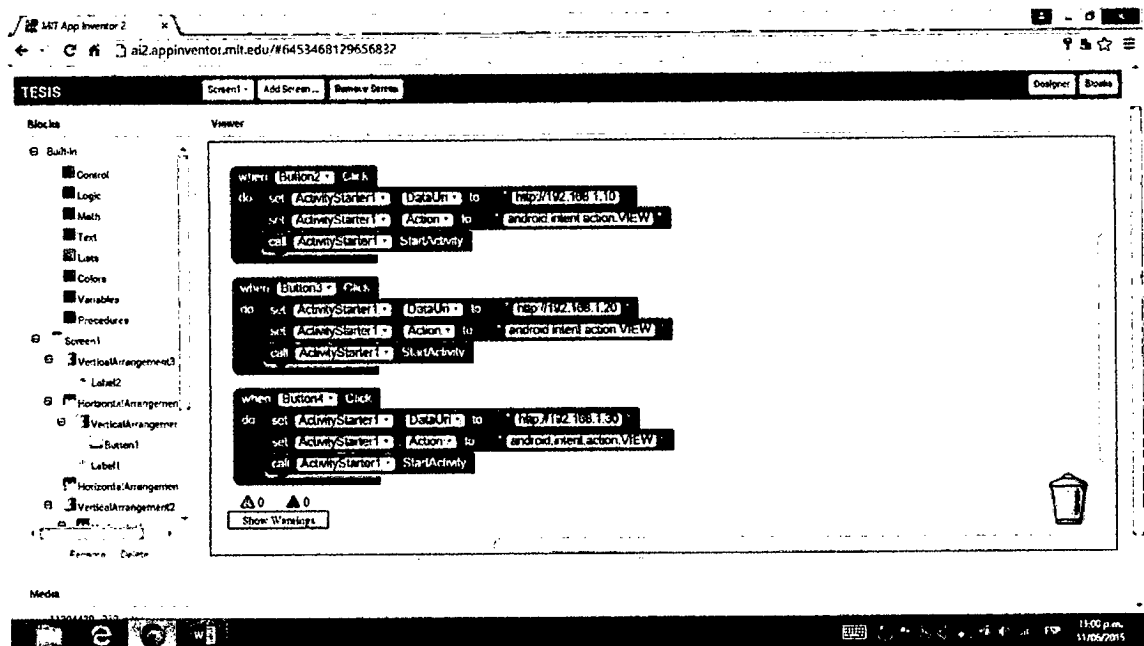 MIT App Inventor 2
ai2.appinventor.mit.edu/#6453468129656832
TESIS Screen1 Add Screen ... Remove Screen Designer Blocks
Blocks Viewer
Built-in
Control
Logic
Math
Text
Lists
Colors
Variables
Procedures
Screen1
VerticalArrangement3
Label2
HorizontalArrangemen
VerticalArrangemer
Button1
Label1
HorizontalArrangemen
VerticalArrangement2
Rename Delete
when Button2 Click
do set ActivityStarter1 DataUri to " http://192.168.1.10 "
set ActivityStarter1 Action to " android.intent.action.VIEW "
call ActivityStarter1 StartActivity
when Button3 Click
do set ActivityStarter1 DataUri to " http://192.168.1.20 "
set ActivityStarter1 Action to " android.intent.action.VIEW "
call ActivityStarter1 StartActivity
when Button4 Click
do set ActivityStarter1 DataUri to " http://192.168.1.30 "
set ActivityStarter1 Action to " android.intent.action.VIEW "
call ActivityStarter1 StartActivity
0 0
Show Warnings
Media
ESP 11:00 p.m.
11/06/2015